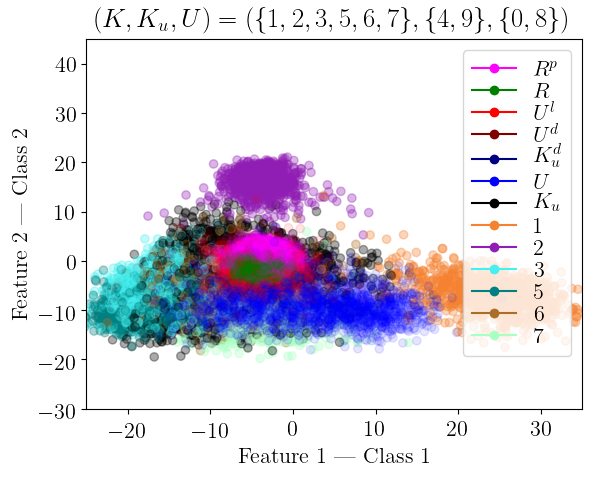 (K, K_u, U) = ({1, 2, 3, 5, 6, 7}, {4, 9}, {0, 8})
40
30
20
10
0
−10
−20
−30
Feature 2 — Class 2
−20
−10
0
10
20
30
Feature 1 — Class 1
R^p
R
U^l
U^d
K_u^d
U
K_u
1
2
3
5
6
7